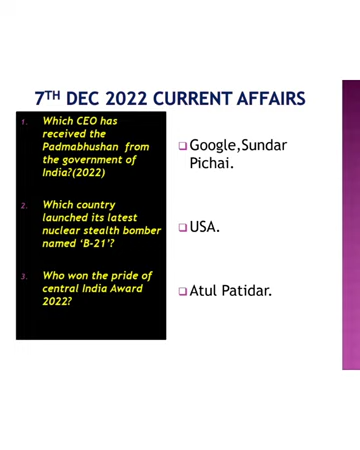 7TH DEC 2022 CURRENT AFFAIRS
1. Which CEO has
received the
Padmabhushan from
the government of
India?(2022)
Google,Sundar
Pichai.
2. Which country
launched its latest
nuclear stealth bomber
named ‘B-21’?
USA.
3. Who won the pride of
central India Award
2022?
Atul Patidar.